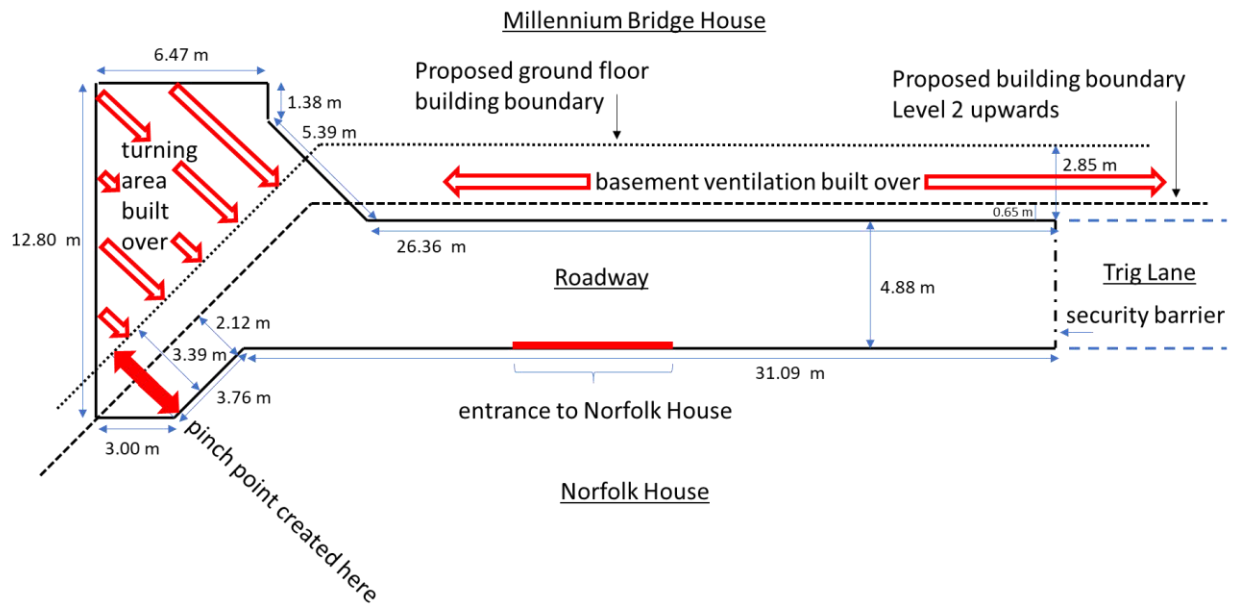 Millennium Bridge House
6.47 m
Proposed ground floor
building boundary
Proposed building boundary
Level 2 upwards
1.38 m
5.39 m
turning
area
built
over
basement ventilation built over
2.85 m
0.65 m
12.80 m
26.36 m
Roadway
4.88 m
Trig Lane
security barrier
2.12 m
3.39 m
3.76 m
31.09 m
entrance to Norfolk House
3.00 m
pinch point created here
Norfolk House